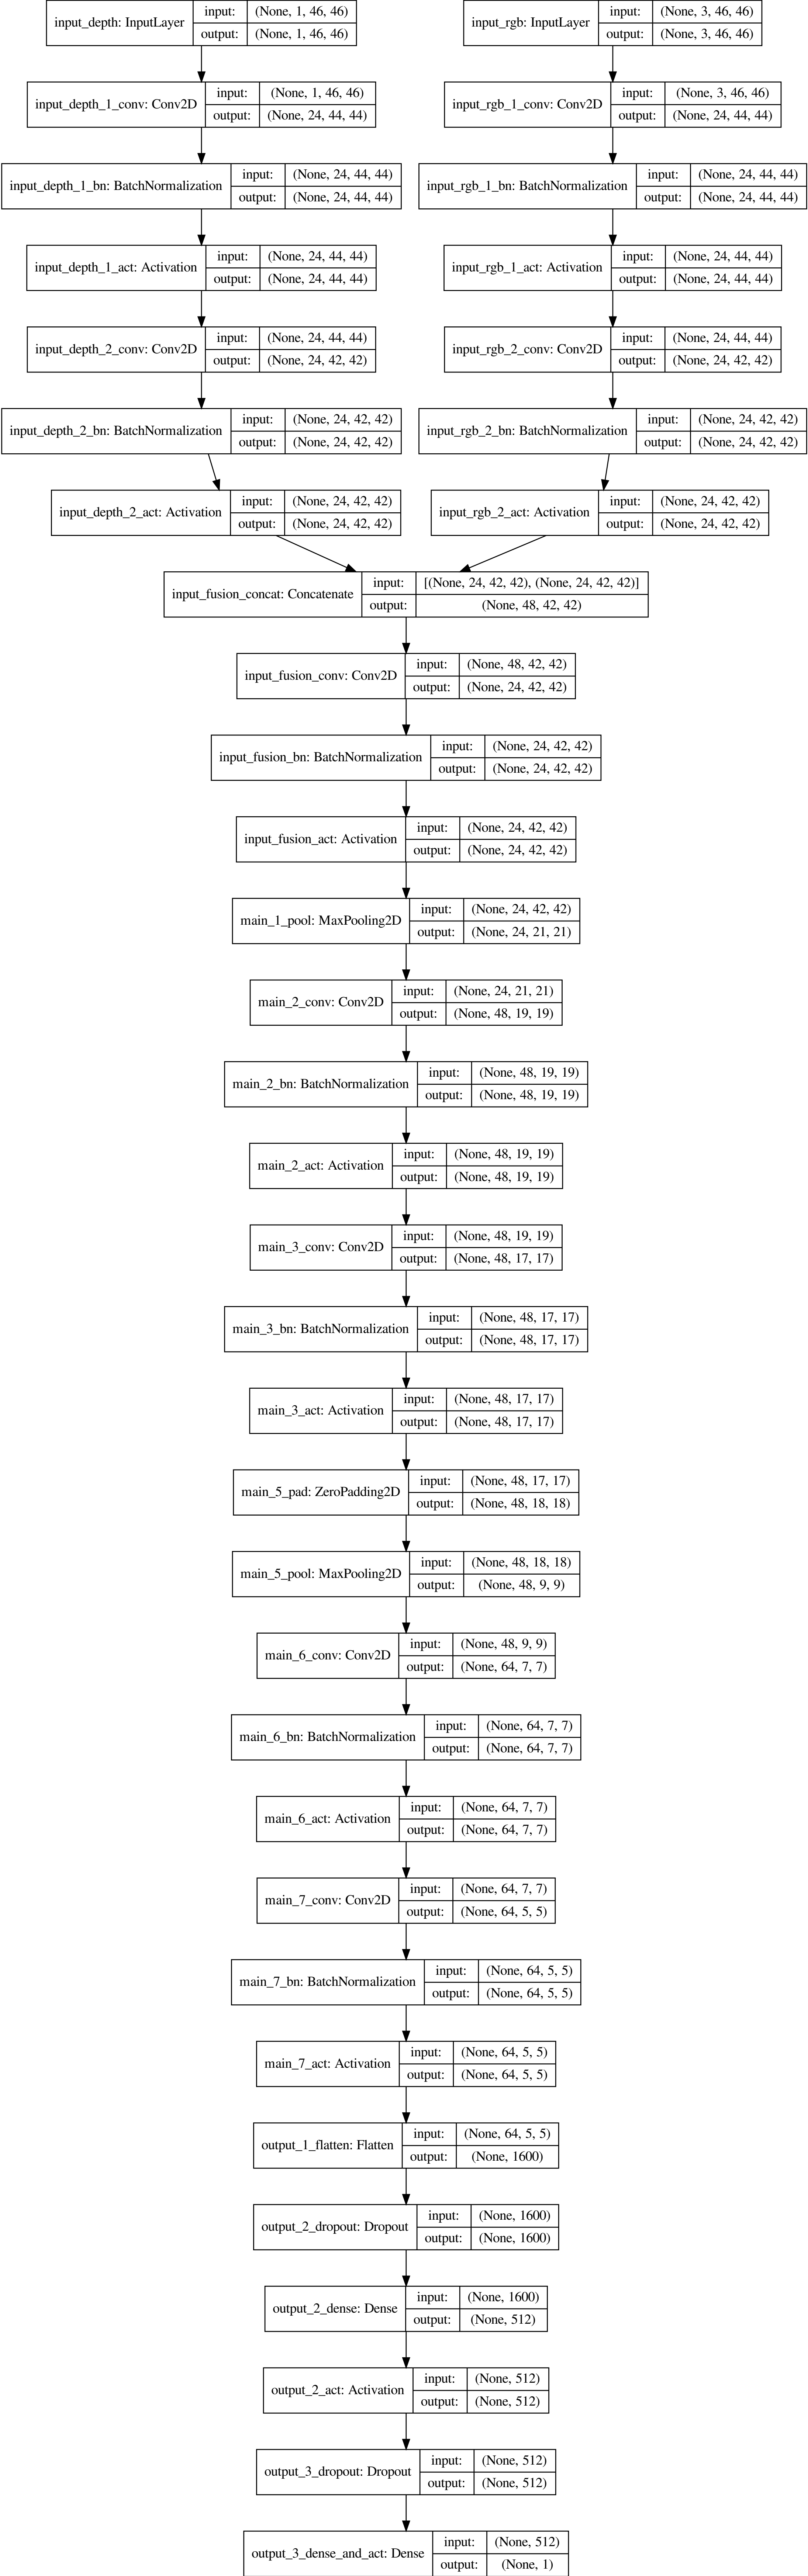 input_depth: InputLayer
input: (None, 1, 46, 46)
output: (None, 1, 46, 46)
input_rgb: InputLayer
input: (None, 3, 46, 46)
output: (None, 3, 46, 46)
input_depth_1_conv: Conv2D
input: (None, 1, 46, 46)
output: (None, 24, 44, 44)
input_rgb_1_conv: Conv2D
input: (None, 3, 46, 46)
output: (None, 24, 44, 44)
input_depth_1_bn: BatchNormalization
input: (None, 24, 44, 44)
output: (None, 24, 44, 44)
input_rgb_1_bn: BatchNormalization
input: (None, 24, 44, 44)
output: (None, 24, 44, 44)
input_depth_1_act: Activation
input: (None, 24, 44, 44)
output: (None, 24, 44, 44)
input_rgb_1_act: Activation
input: (None, 24, 44, 44)
output: (None, 24, 44, 44)
input_depth_2_conv: Conv2D
input: (None, 24, 44, 44)
output: (None, 24, 42, 42)
input_rgb_2_conv: Conv2D
input: (None, 24, 44, 44)
output: (None, 24, 42, 42)
input_depth_2_bn: BatchNormalization
input: (None, 24, 42, 42)
output: (None, 24, 42, 42)
input_rgb_2_bn: BatchNormalization
input: (None, 24, 42, 42)
output: (None, 24, 42, 42)
input_depth_2_act: Activation
input: (None, 24, 42, 42)
output: (None, 24, 42, 42)
input_rgb_2_act: Activation
input: (None, 24, 42, 42)
output: (None, 24, 42, 42)
input_fusion_concat: Concatenate
input: [(None, 24, 42, 42), (None, 24, 42, 42)]
output: (None, 48, 42, 42)
input_fusion_conv: Conv2D
input: (None, 48, 42, 42)
output: (None, 24, 42, 42)
input_fusion_bn: BatchNormalization
input: (None, 24, 42, 42)
output: (None, 24, 42, 42)
input_fusion_act: Activation
input: (None, 24, 42, 42)
output: (None, 24, 42, 42)
main_1_pool: MaxPooling2D
input: (None, 24, 42, 42)
output: (None, 24, 21, 21)
main_2_conv: Conv2D
input: (None, 24, 21, 21)
output: (None, 48, 19, 19)
main_2_bn: BatchNormalization
input: (None, 48, 19, 19)
output: (None, 48, 19, 19)
main_2_act: Activation
input: (None, 48, 19, 19)
output: (None, 48, 19, 19)
main_3_conv: Conv2D
input: (None, 48, 19, 19)
output: (None, 48, 17, 17)
main_3_bn: BatchNormalization
input: (None, 48, 17, 17)
output: (None, 48, 17, 17)
main_3_act: Activation
input: (None, 48, 17, 17)
output: (None, 48, 17, 17)
main_5_pad: ZeroPadding2D
input: (None, 48, 17, 17)
output: (None, 48, 18, 18)
main_5_pool: MaxPooling2D
input: (None, 48, 18, 18)
output: (None, 48, 9, 9)
main_6_conv: Conv2D
input: (None, 48, 9, 9)
output: (None, 64, 7, 7)
main_6_bn: BatchNormalization
input: (None, 64, 7, 7)
output: (None, 64, 7, 7)
main_6_act: Activation
input: (None, 64, 7, 7)
output: (None, 64, 7, 7)
main_7_conv: Conv2D
input: (None, 64, 7, 7)
output: (None, 64, 5, 5)
main_7_bn: BatchNormalization
input: (None, 64, 5, 5)
output: (None, 64, 5, 5)
main_7_act: Activation
input: (None, 64, 5, 5)
output: (None, 64, 5, 5)
output_1_flatten: Flatten
input: (None, 64, 5, 5)
output: (None, 1600)
output_2_dropout: Dropout
input: (None, 1600)
output: (None, 1600)
output_2_dense: Dense
input: (None, 1600)
output: (None, 512)
output_2_act: Activation
input: (None, 512)
output: (None, 512)
output_3_dropout: Dropout
input: (None, 512)
output: (None, 512)
output_3_dense_and_act: Dense
input: (None, 512)
output: (None, 1)